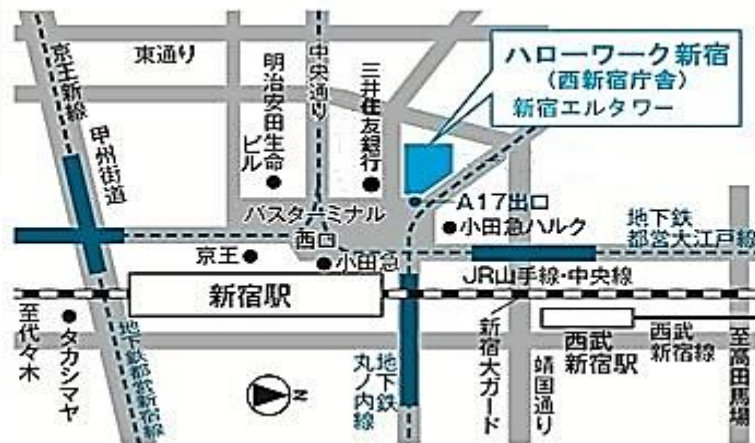 ハローワーク新宿
(西新宿庁舎)
新宿エルタワー
東通り
中央通り
京王新線
甲州街道
明治安田生命
ビル
三井住友銀行
A17出口
バスターミナル
小田急ハルク
地下鉄
都営大江戸線
西口
京王
小田急
JR山手線・中央線
新宿駅
至代々木
タカシマヤ
地下鉄都営新宿線
N
地下鉄
丸ノ内線
新宿大ガード
西武
新宿駅
靖国通り
西武
新宿線
至高田馬場